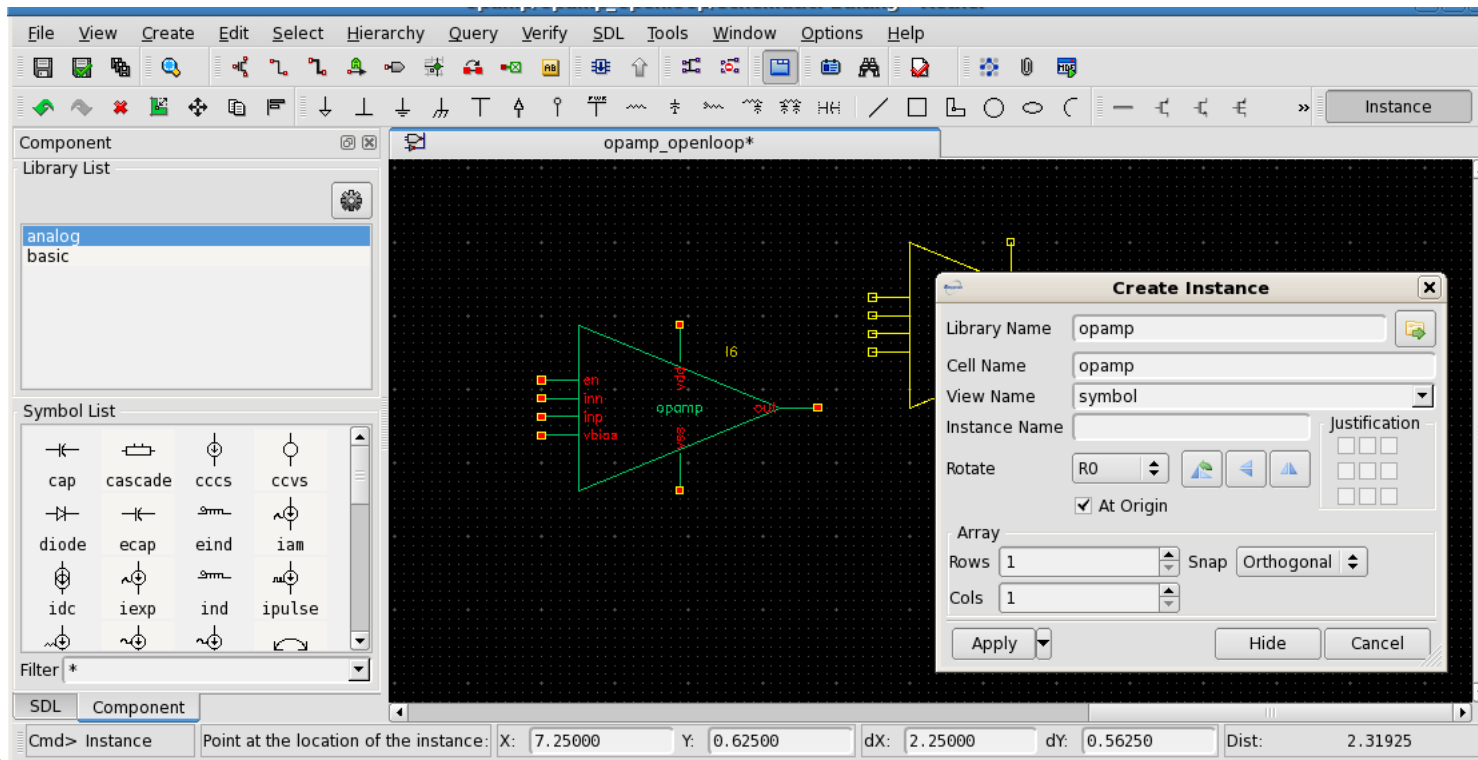 File View Create Edit Select Hierarchy Query Verify SDL Tools Window Options Help
Instance
Component
opamp_openloop*
Library List
analog
basic
Symbol List
cap cascade cccs ccvs
diode ecap eind iam
idc iexp ind ipulse
Filter *
SDL Component
I6
en
inn
inp
vbias
vdd
opamp
out
vss
Create Instance
Library Name opamp
Cell Name opamp
View Name symbol
Instance Name
Justification
Rotate R0
At Origin
Array
Rows 1 Snap Orthogonal
Cols 1
Apply Hide Cancel
Cmd> Instance Point at the location of the instance: X: 7.25000 Y: 0.62500 dX: 2.25000 dY: 0.56250 Dist: 2.31925